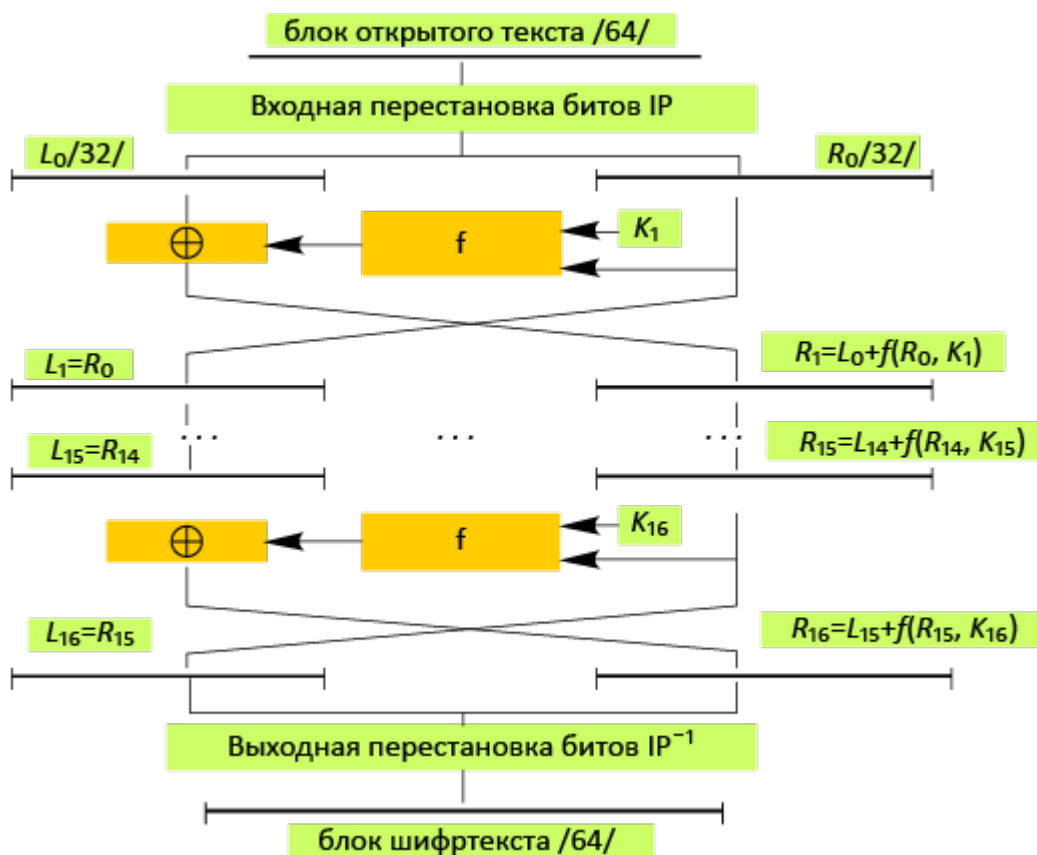 блок открытого текста /64/
Входная перестановка битов IP
L₀/32/
R₀/32/
⊕
f
K₁
L₁=R₀
R₁=L₀+f(R₀, K₁)
... ... ...
L₁₅=R₁₄
R₁₅=L₁₄+f(R₁₄, K₁₅)
⊕
f
K₁₆
L₁₆=R₁₅
R₁₆=L₁₅+f(R₁₅, K₁₆)
Выходная перестановка битов IP⁻¹
блок шифртекста /64/